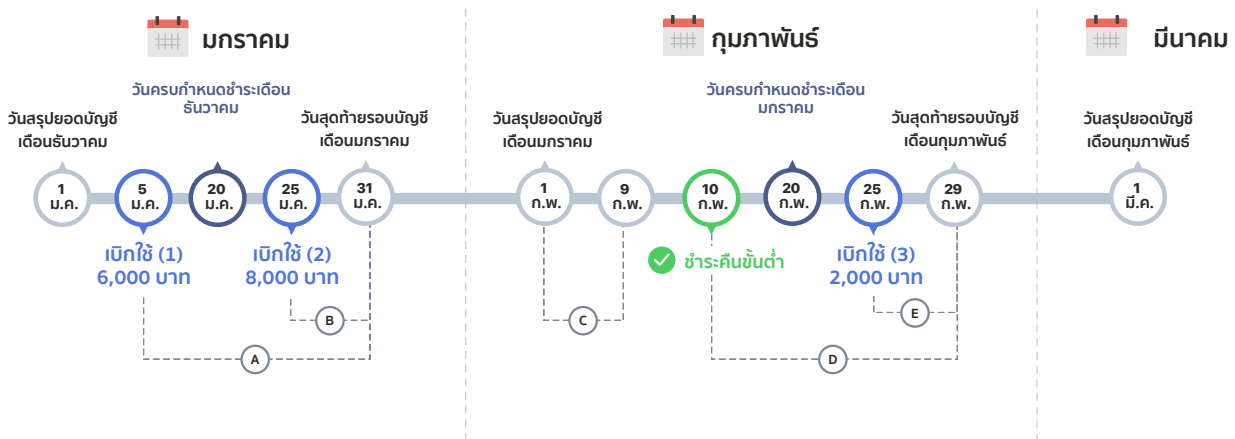 มกราคม
กุมภาพันธ์
มีนาคม
วันครบกำหนดชำระเดือน
ธันวาคม
วันครบกำหนดชำระเดือน
มกราคม
วันสรุปยอดบัญชี
เดือนธันวาคม
วันสุดท้ายรอบบัญชี
เดือนมกราคม
วันสรุปยอดบัญชี
เดือนมกราคม
วันสุดท้ายรอบบัญชี
เดือนกุมภาพันธ์
วันสรุปยอดบัญชี
เดือนกุมภาพันธ์
1
ม.ค.
5
ม.ค.
20
ม.ค.
25
ม.ค.
31
ม.ค.
1
ก.พ.
9
ก.พ.
10
ก.พ.
20
ก.พ.
25
ก.พ.
29
ก.พ.
1
มี.ค.
เบิกใช้ (1)
6,000 บาท
เบิกใช้ (2)
8,000 บาท
ชำระคืนขั้นต่ำ
เบิกใช้ (3)
2,000 บาท
B
C
E
A
D